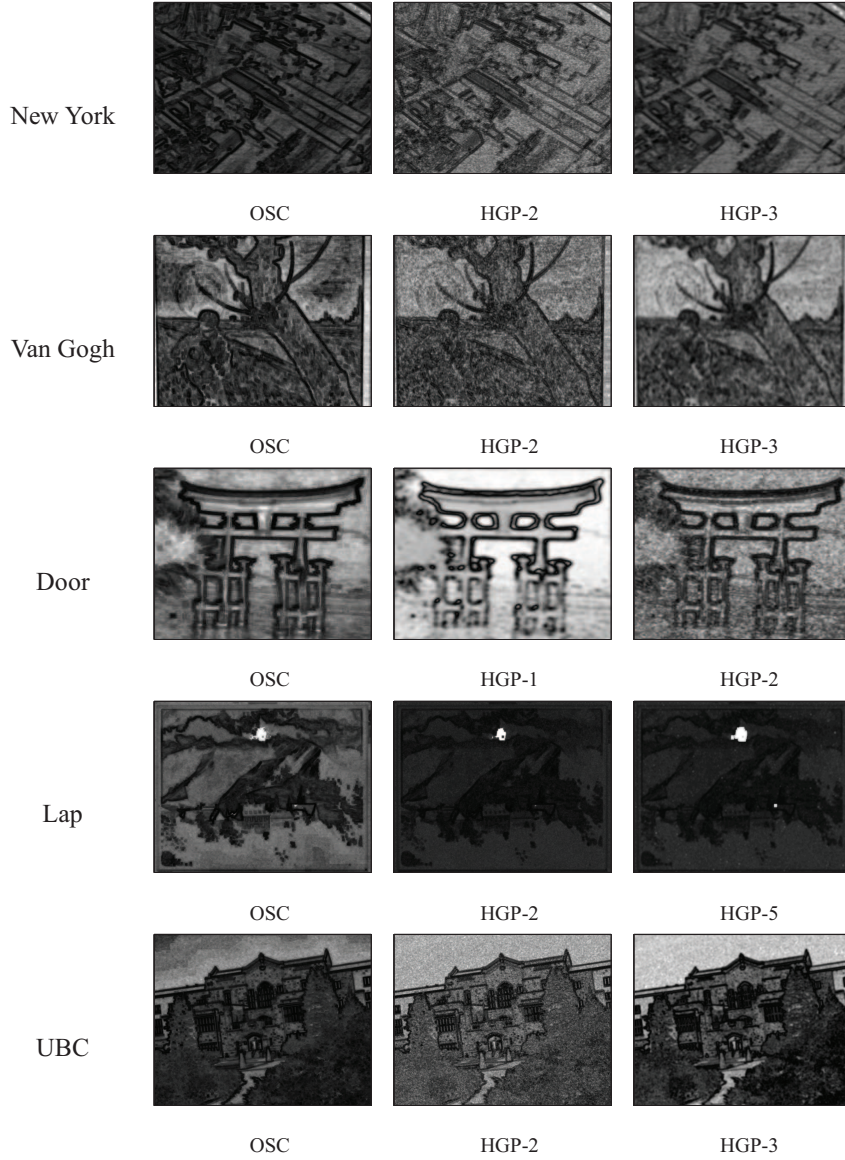 New York
OSC HGP-2 HGP-3
Van Gogh
OSC HGP-2 HGP-3
Door
OSC HGP-1 HGP-2
Lap
OSC HGP-2 HGP-5
UBC
OSC HGP-2 HGP-3